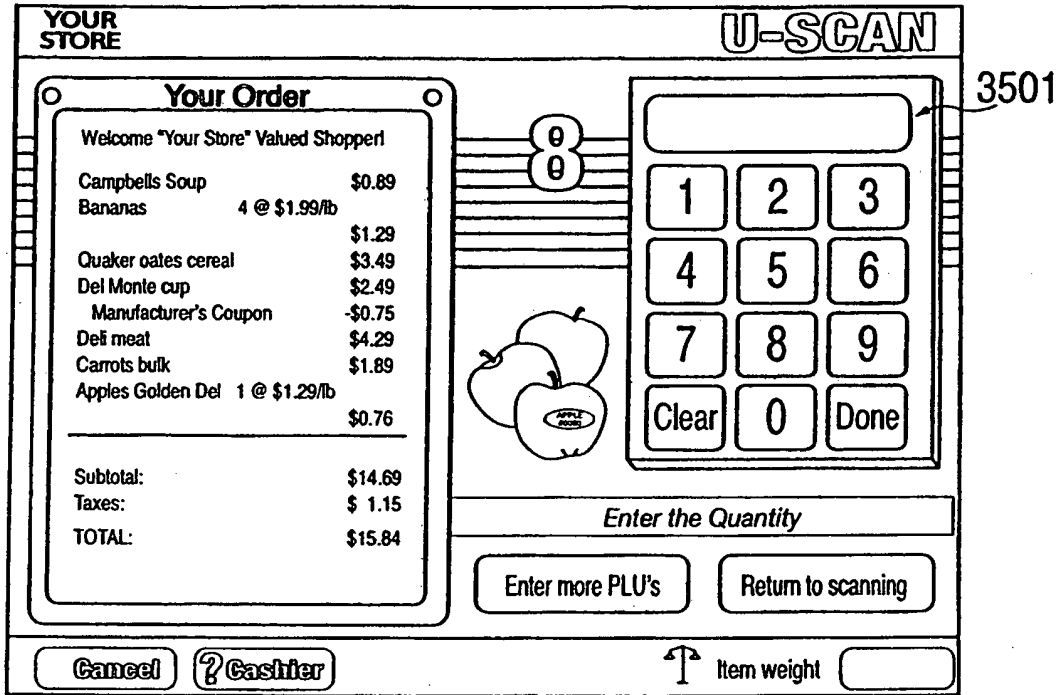 YOUR
STORE
U-SCAN
3501
Your Order
Welcome "Your Store" Valued Shopper!
Campbells Soup $0.89
Bananas 4 @ $1.99/lb
$1.29
Quaker oates cereal $3.49
Del Monte cup $2.49
Manufacturer's Coupon -$0.75
Deli meat $4.29
Carrots bulk $1.89
Apples Golden Del 1 @ $1.29/lb
$0.76
Subtotal: $14.69
Taxes: $ 1.15
TOTAL: $15.84
8
8
APPLE
1 2 3
4 5 6
7 8 9
Clear 0 Done
Enter the Quantity
Enter more PLU's Return to scanning
Cancel ? Cashier Item weight